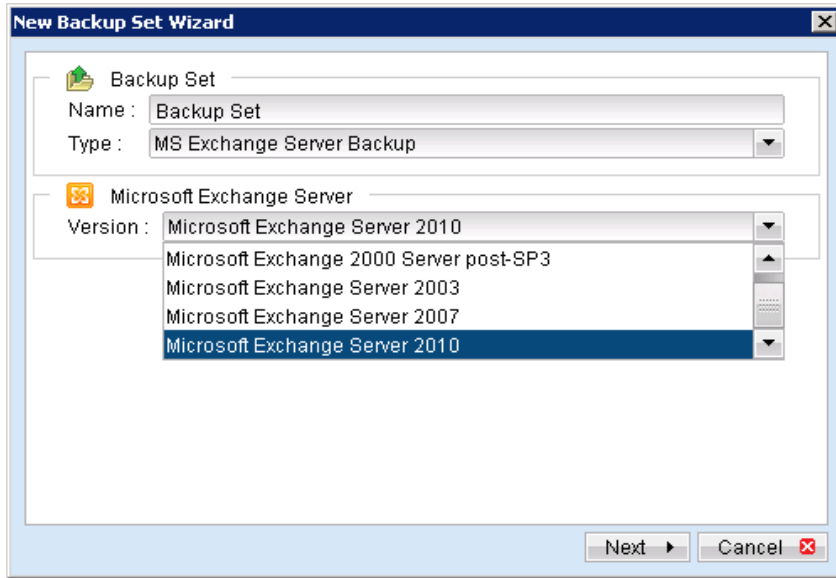 New Backup Set Wizard
Backup Set
Name : Backup Set
Type : MS Exchange Server Backup
Microsoft Exchange Server
Version : Microsoft Exchange Server 2010
Microsoft Exchange 2000 Server post-SP3
Microsoft Exchange Server 2003
Microsoft Exchange Server 2007
Microsoft Exchange Server 2010
Next Cancel